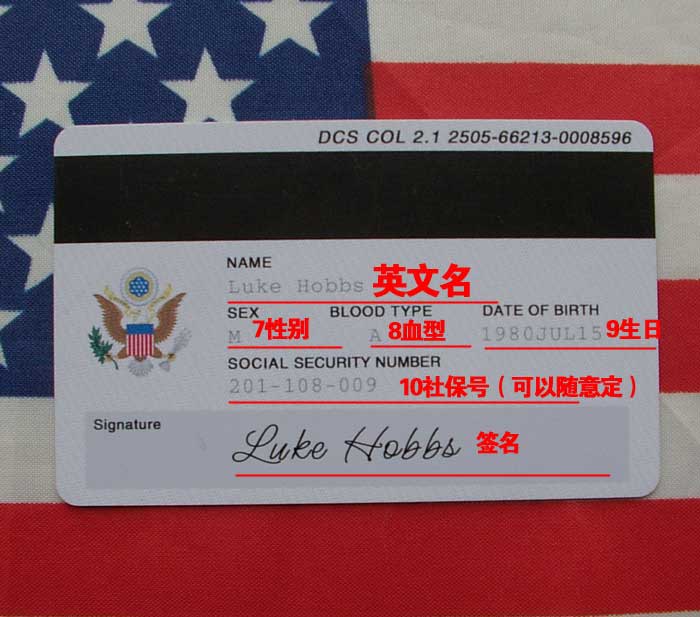 DCS COL 2.1 2505-66213-0008596
NAME
Luke Hobbs 英文名
SEX BLOOD TYPE DATE OF BIRTH
M 7性别 A 8血型 1980JUL15 9生日
SOCIAL SECURITY NUMBER
201-108-009 10社保号（可以随意定）
Signature
Luke Hobbs 签名